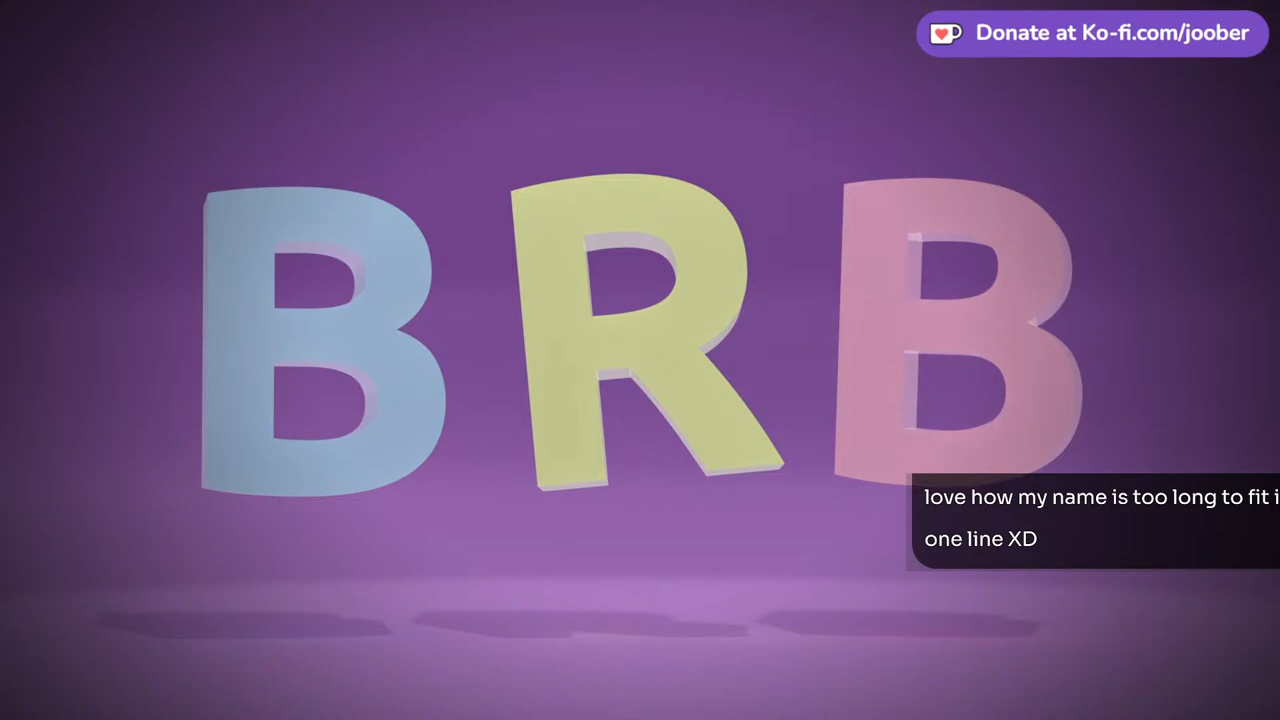 Donate at Ko-fi.com/joober
BRB
love how my name is too long to fit
one line XD